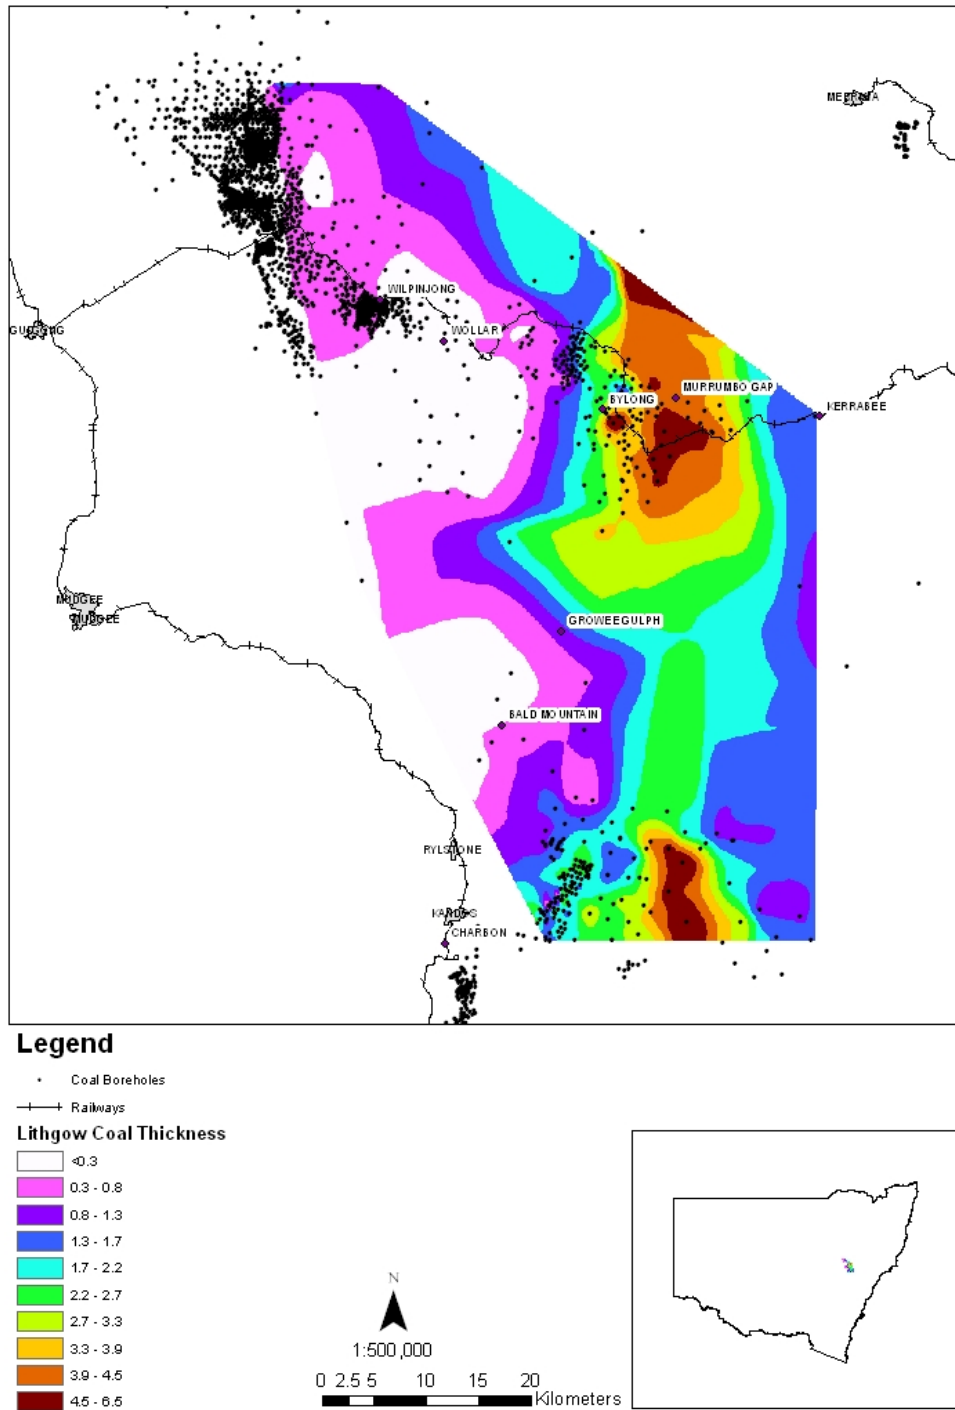 MERRIWA
WILPINJONG
GULGONG
WOLLAR
MURRUMBO GAP
BYLONG
KERRABEE
MUDGEE
MUDGEE
GROWEEGULPH
BALD MOUNTAIN
RYLSTONE
KANDOS
CHARBON
Legend
Coal Boreholes
Railways
Lithgow Coal Thickness
<0.3
0.3 - 0.8
0.8 - 1.3
1.3 - 1.7
1.7 - 2.2
2.2 - 2.7
2.7 - 3.3
3.3 - 3.9
3.9 - 4.5
4.5 - 6.5
N
1:500,000
0 2.5 5 10 15 20
Kilometers